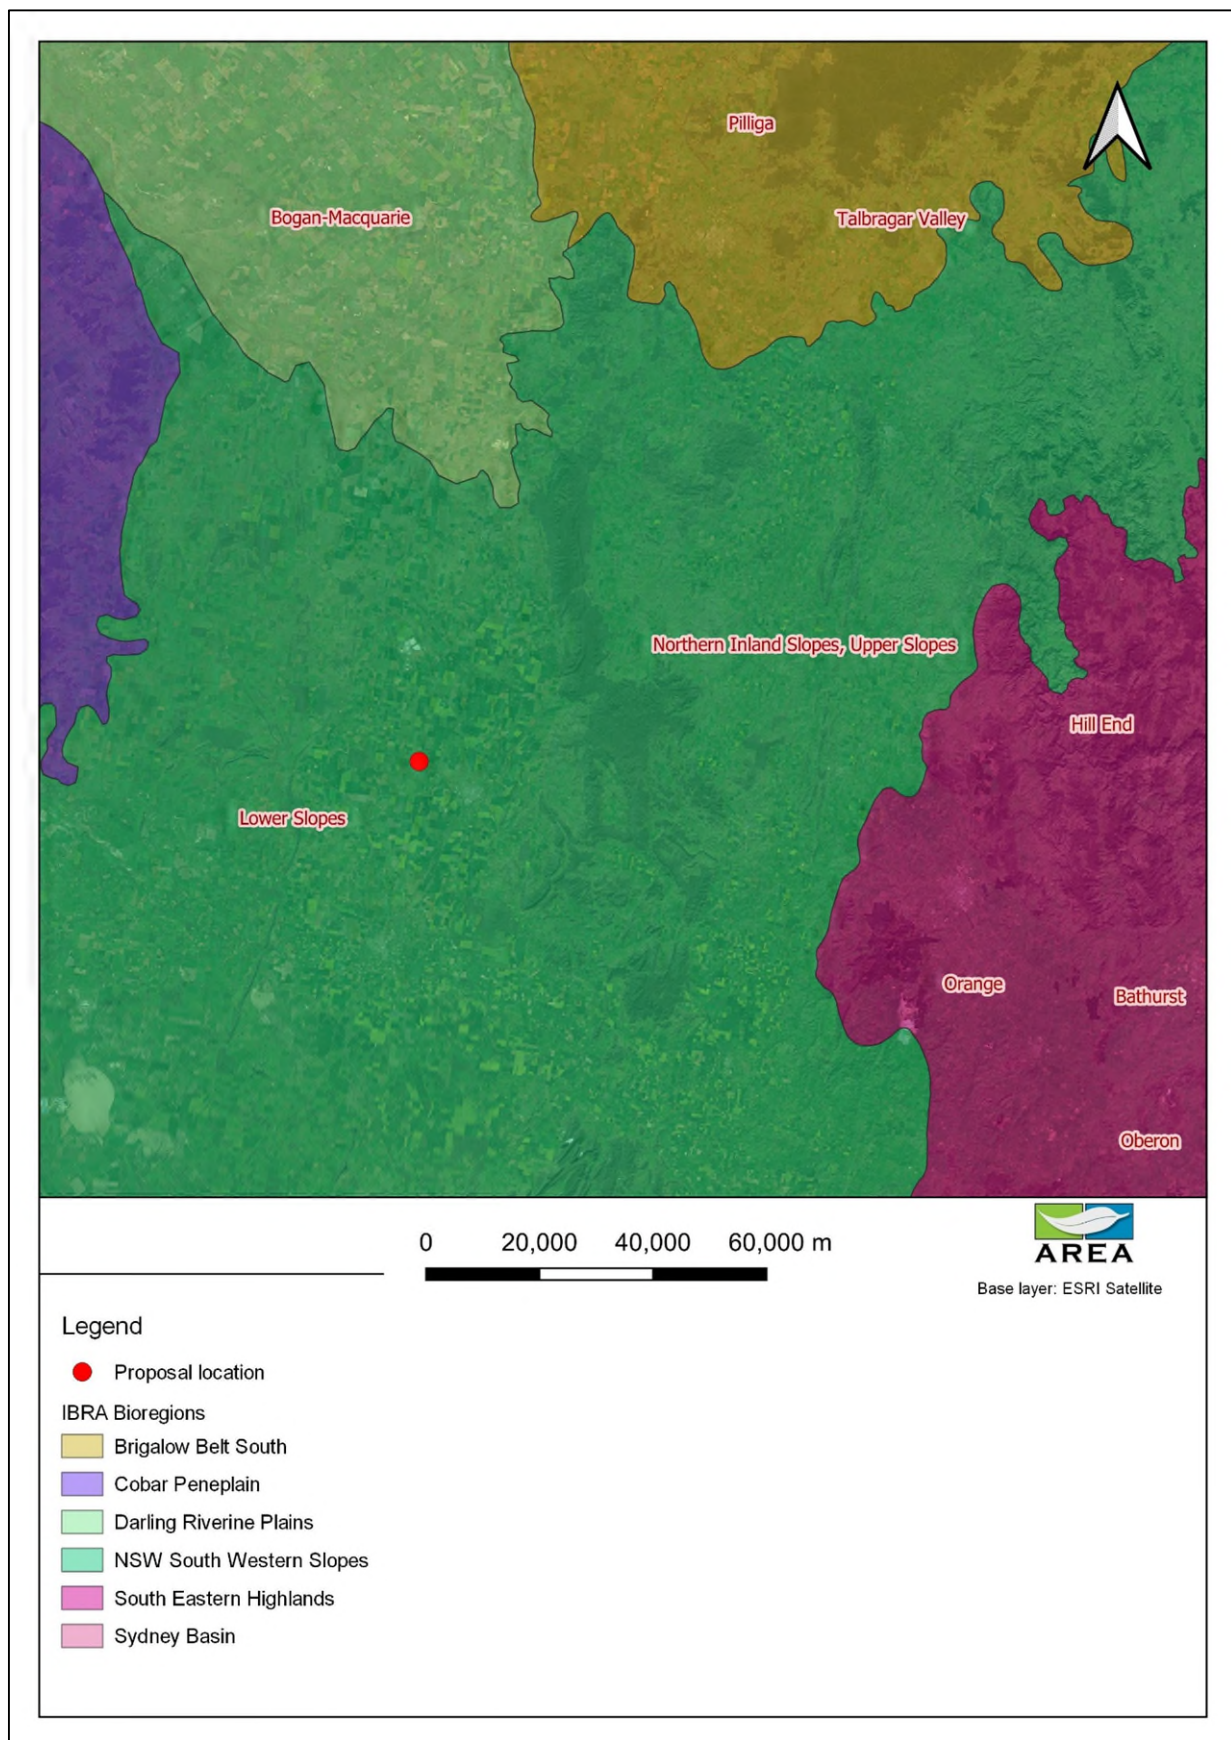 Pilliga
Bogan-Macquarie
Talbragar Valley
Northern Inland Slopes, Upper Slopes
Hill End
Lower Slopes
Orange
Bathurst
Oberon
0 20,000 40,000 60,000 m
AREA
Base layer: ESRI Satellite
Legend
Proposal location
IBRA Bioregions
Brigalow Belt South
Cobar Peneplain
Darling Riverine Plains
NSW South Western Slopes
South Eastern Highlands
Sydney Basin